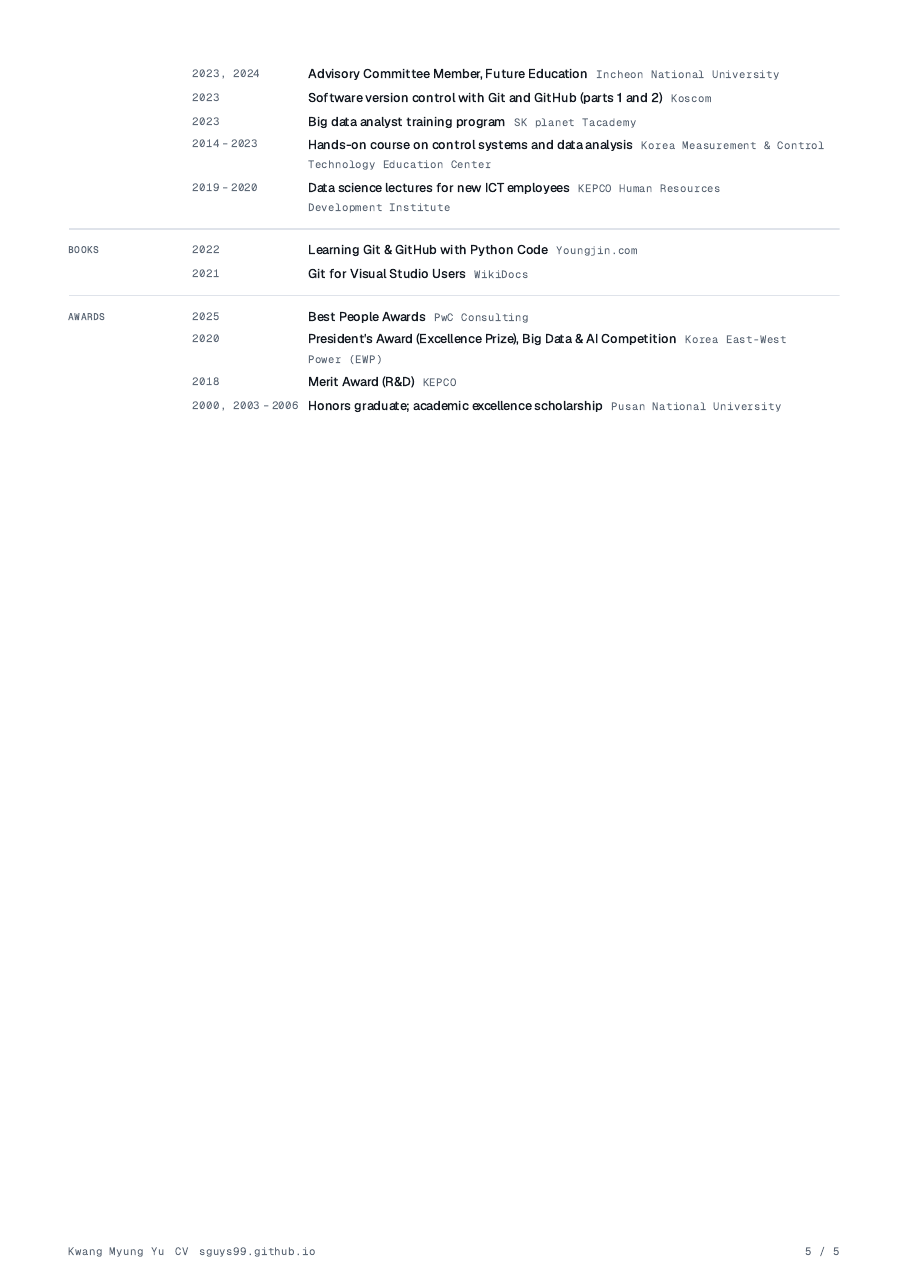 2023, 2024 Advisory Committee Member, Future Education Incheon National University
2023 Software version control with Git and GitHub (parts 1 and 2) Koscom
2023 Big data analyst training program SK planet Tacademy
2014 – 2023 Hands-on course on control systems and data analysis Korea Measurement & Control
Technology Education Center
2019 – 2020 Data science lectures for new ICT employees KEPCO Human Resources
Development Institute
BOOKS 2022 Learning Git & GitHub with Python Code Youngjin.com
2021 Git for Visual Studio Users WikiDocs
AWARDS 2025 Best People Awards PwC Consulting
2020 President's Award (Excellence Prize), Big Data & AI Competition Korea East-West
Power (EWP)
2018 Merit Award (R&D) KEPCO
2000, 2003 – 2006 Honors graduate; academic excellence scholarship Pusan National University
Kwang Myung Yu CV sguys99.github.io 5 / 5